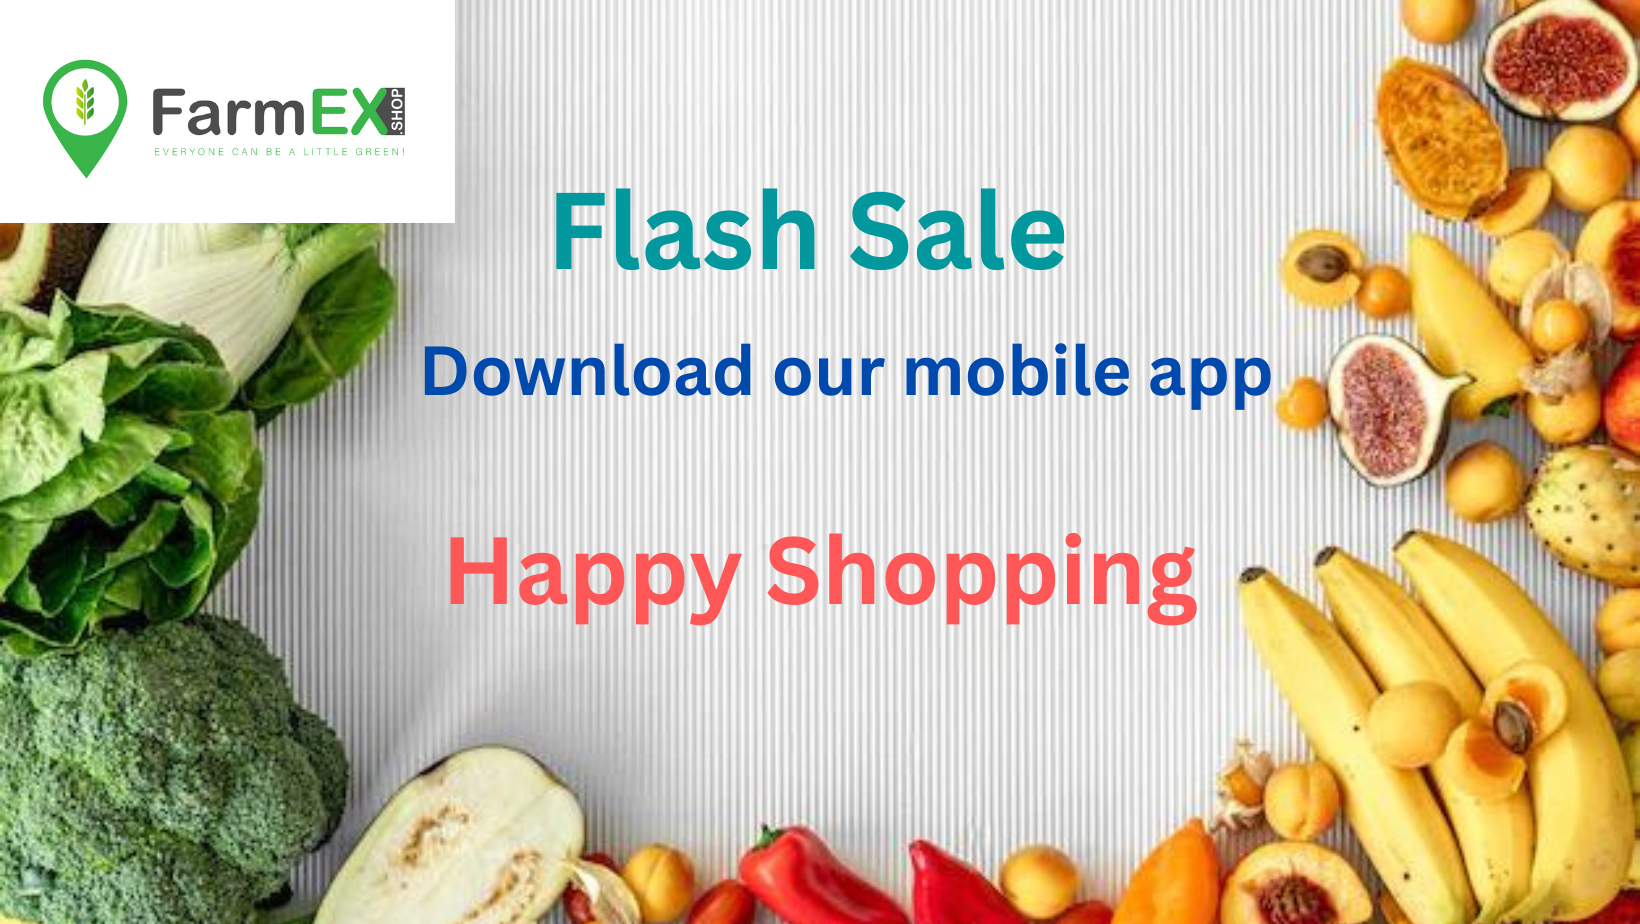 FarmEX.SHOP
EVERYONE CAN BE A LITTLE GREEN!
Flash Sale
Download our mobile app
Happy Shopping